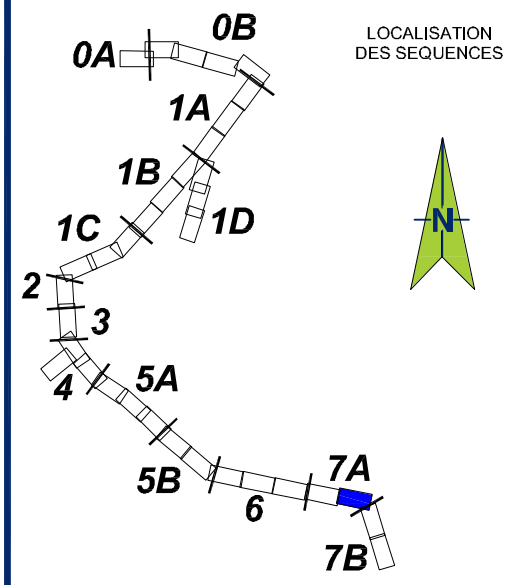 LOCALISATION
DES SEQUENCES
0A
0B
1A
1B
1C
1D
N
2
3
4
5A
5B
6
7A
7B